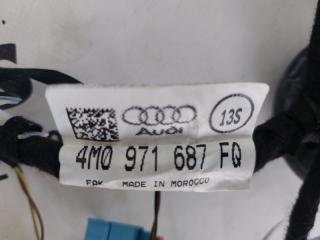 13S
Audi
4M0 971 687 FQ
FAK MADE IN MOROCCO